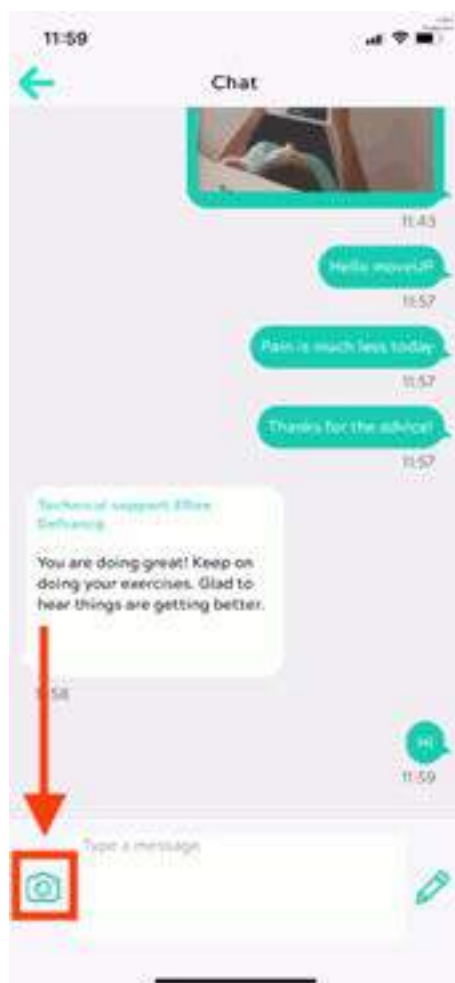 11:59
Chat
11:43
Hello moveUP
11:57
Pain is much less today
11:57
Thanks for the advice!
11:57
Technical support
You are doing great! Keep on
doing your exercises. Glad to
hear things are getting better.
:58
Hi
11:59
Type a message